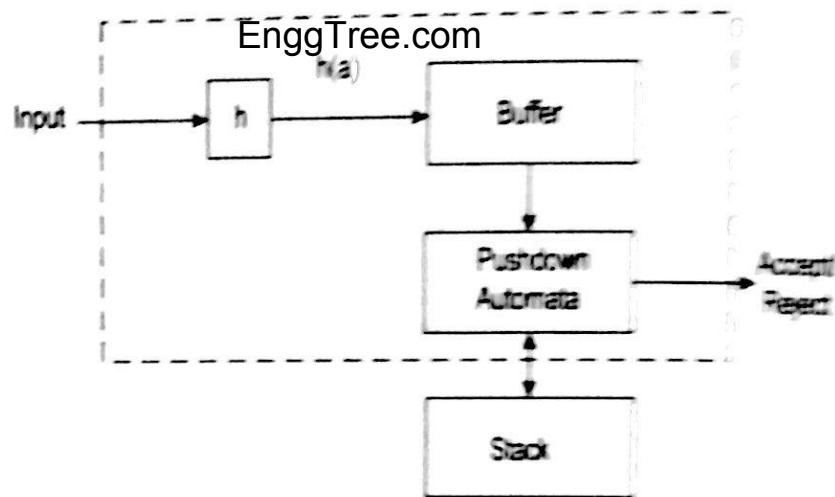 EnggTree.com
h(a)
Input
h
Buffer
Pushdown
Automata
Accept/
Reject
Stack